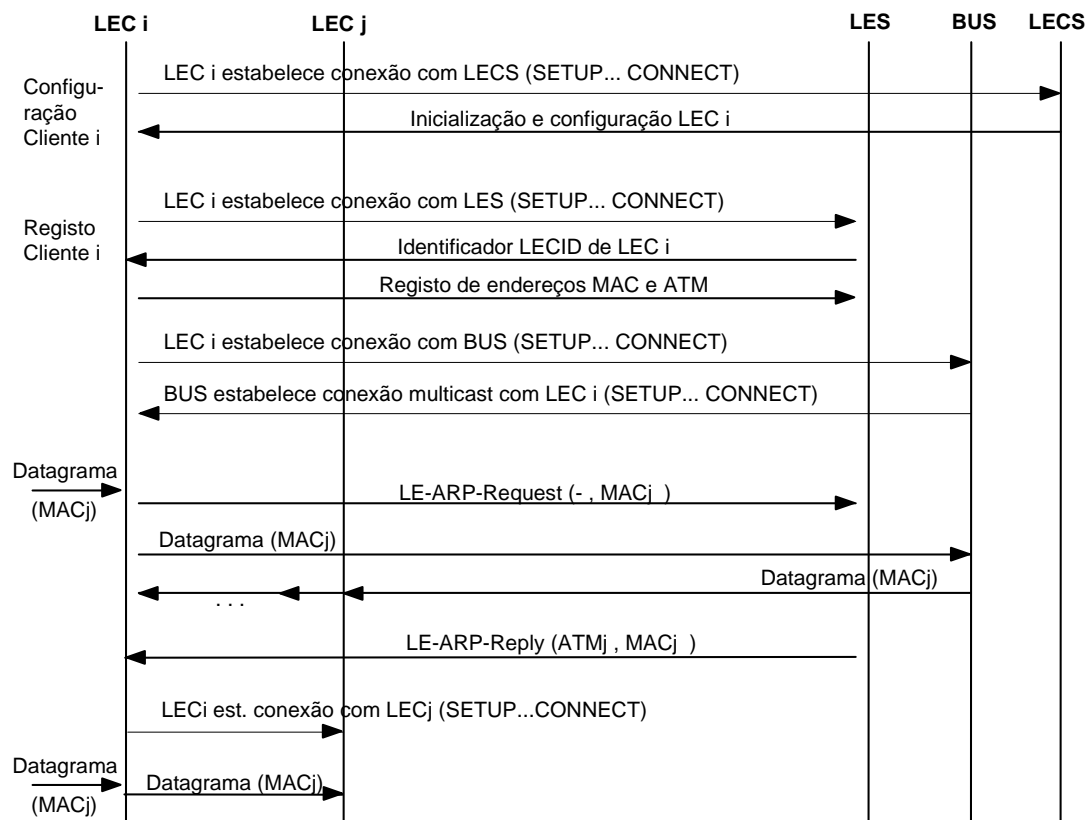 LEC i
LEC j
LES
BUS
LECS
LEC i estabelece conexão com LECS (SETUP... CONNECT)
Configu-
ração
Cliente i
Inicialização e configuração LEC i
LEC i estabelece conexão com LES (SETUP... CONNECT)
Registo
Cliente i
Identificador LECID de LEC i
Registo de endereços MAC e ATM
LEC i estabelece conexão com BUS (SETUP... CONNECT)
BUS estabelece conexão multicast com LEC i (SETUP... CONNECT)
Datagrama
(MACj)
LE-ARP-Request (- , MACj )
Datagrama (MACj)
Datagrama (MACj)
. . .
LE-ARP-Reply (ATMj , MACj )
LECi est. conexão com LECj (SETUP...CONNECT)
Datagrama
(MACj)
Datagrama (MACj)